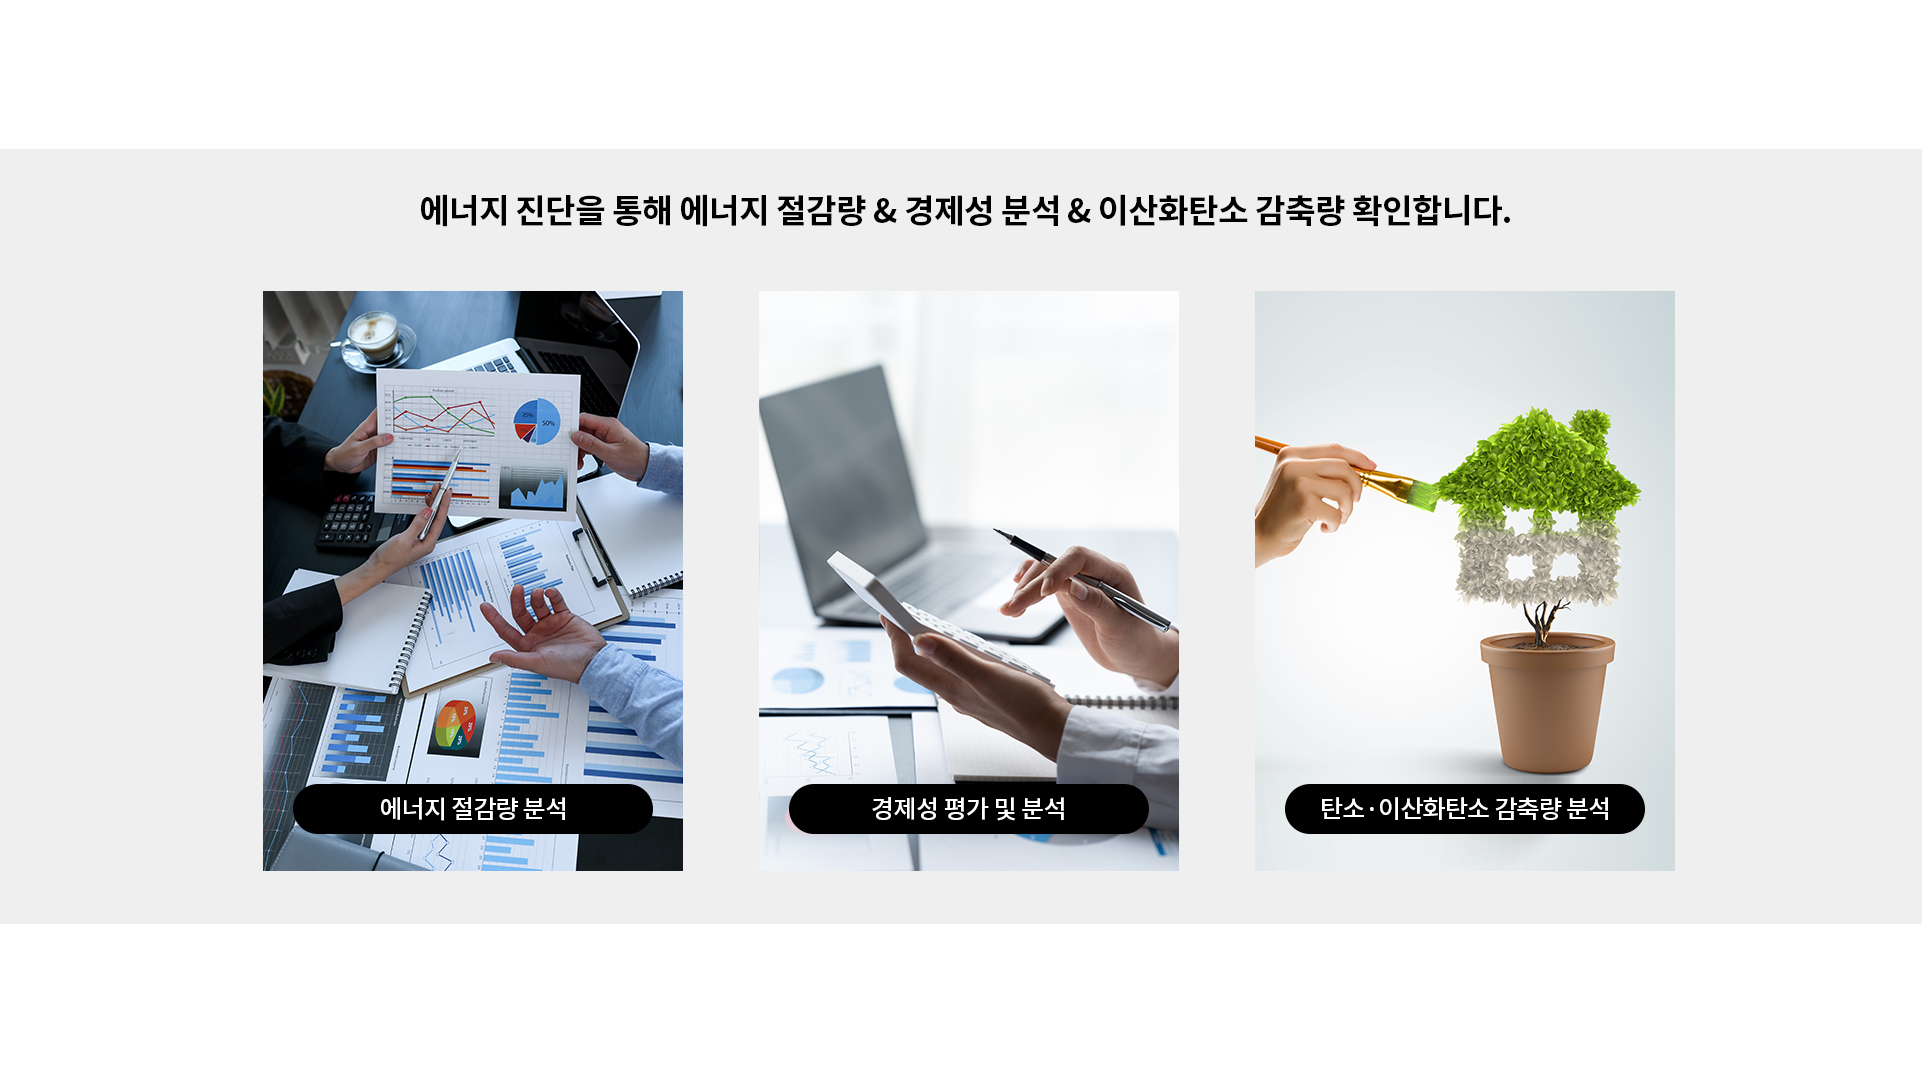 에너지 진단을 통해 에너지 절감량 & 경제성 분석 & 이산화탄소 감축량 확인합니다.
25%
50%
에너지 절감량 분석
경제성 평가 및 분석
탄소·이산화탄소 감축량 분석